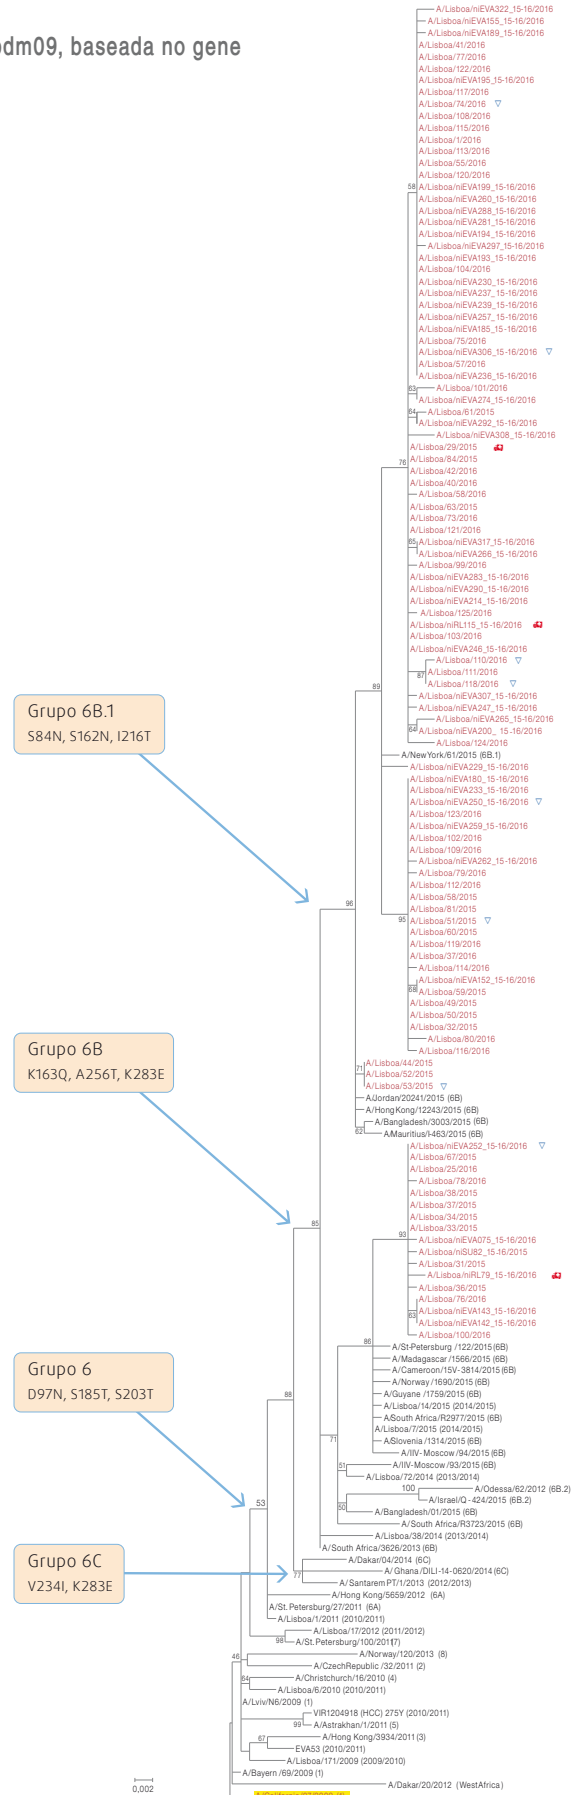 pdm09, baseada no gene
A/Lisboa/niEVA322_15-16/2016
A/Lisboa/niEVA155_15-16/2016
A/Lisboa/niEVA189_15-16/2016
A/Lisboa/41/2016
A/Lisboa/77/2016
A/Lisboa/122/2016
A/Lisboa/niEVA195_15-16/2016
A/Lisboa/117/2016
A/Lisboa/74/2016
A/Lisboa/108/2016
A/Lisboa/115/2016
A/Lisboa/1/2016
A/Lisboa/113/2016
A/Lisboa/55/2016
A/Lisboa/120/2016
58 A/Lisboa/niEVA199_15-16/2016
A/Lisboa/niEVA260_15-16/2016
A/Lisboa/niEVA288_15-16/2016
A/Lisboa/niEVA281_15-16/2016
A/Lisboa/niEVA194_15-16/2016
A/Lisboa/niEVA297_15-16/2016
A/Lisboa/niEVA193_15-16/2016
A/Lisboa/104/2016
A/Lisboa/niEVA230_15-16/2016
A/Lisboa/niEVA237_15-16/2016
A/Lisboa/niEVA239_15-16/2016
A/Lisboa/niEVA257_15-16/2016
A/Lisboa/niEVA185_15-16/2016
A/Lisboa/75/2016
A/Lisboa/niEVA306_15-16/2016
A/Lisboa/57/2016
A/Lisboa/niEVA236_15-16/2016
63 A/Lisboa/101/2016
A/Lisboa/niEVA274_15-16/2016
64 A/Lisboa/61/2015
A/Lisboa/niEVA292_15-16/2016
A/Lisboa/niEVA308_15-16/2016
A/Lisboa/29/2015
A/Lisboa/84/2015
76 A/Lisboa/42/2016
A/Lisboa/40/2016
A/Lisboa/58/2016
A/Lisboa/63/2015
A/Lisboa/73/2016
A/Lisboa/121/2016
65 A/Lisboa/niEVA317_15-16/2016
A/Lisboa/niEVA266_15-16/2016
A/Lisboa/99/2016
A/Lisboa/niEVA283_15-16/2016
A/Lisboa/niEVA290_15-16/2016
A/Lisboa/niEVA214_15-16/2016
A/Lisboa/125/2016
A/Lisboa/niRL115_15-16/2016
A/Lisboa/103/2016
A/Lisboa/niEVA246_15-16/2016
A/Lisboa/110/2016
87 A/Lisboa/111/2016
A/Lisboa/118/2016
89
A/Lisboa/niEVA307_15-16/2016
A/Lisboa/niEVA247_15-16/2016
A/Lisboa/niEVA265_15-16/2016
64 A/Lisboa/niEVA200_ 15-16/2016
A/Lisboa/124/2016
Grupo 6B.1
S84N, S162N, I216T
A/NewYork/61/2015 (6B.1)
A/Lisboa/niEVA229_15-16/2016
A/Lisboa/niEVA180_15-16/2016
A/Lisboa/niEVA233_15-16/2016
A/Lisboa/niEVA250_15-16/2016
A/Lisboa/123/2016
A/Lisboa/niEVA259_15-16/2016
A/Lisboa/102/2016
A/Lisboa/109/2016
A/Lisboa/niEVA262_15-16/2016
A/Lisboa/79/2016
A/Lisboa/112/2016
A/Lisboa/58/2015
96
A/Lisboa/81/2015
95 A/Lisboa/51/2015
A/Lisboa/60/2015
A/Lisboa/119/2016
A/Lisboa/37/2016
A/Lisboa/114/2016
A/Lisboa/niEVA152_15-16/2016
68 A/Lisboa/59/2015
A/Lisboa/49/2015
A/Lisboa/50/2015
A/Lisboa/32/2015
A/Lisboa/80/2016
A/Lisboa/116/2016
Grupo 6B
K163Q, A256T, K283E
A/Lisboa/44/2015
71 A/Lisboa/52/2015
A/Lisboa/53/2015
A/Jordan/20241/2015 (6B)
A/HongKong/12243/2015 (6B)
A/Bangladesh/3003/2015 (6B)
62 A/Mauritius/I-463/2015 (6B)
A/Lisboa/niEVA252_15-16/2016
A/Lisboa/67/2015
A/Lisboa/25/2016
A/Lisboa/78/2016
A/Lisboa/38/2015
A/Lisboa/37/2015
A/Lisboa/34/2015
85 A/Lisboa/33/2015
93 A/Lisboa/niEVA075_15-16/2016
A/Lisboa/niSU82_15-16/2015
A/Lisboa/31/2015
A/Lisboa/niRL79_15-16/2016
A/Lisboa/36/2015
A/Lisboa/76/2016
A/Lisboa/niEVA143_15-16/2016
63 A/Lisboa/niEVA142_15-16/2016
A/Lisboa/100/2016
86 A/St-Petersburg /122/2015 (6B)
A/Madagascar /1566/2015 (6B)
Grupo 6
D97N, S185T, S203T
A/Cameroon/15V-3814/2015 (6B)
A/Norway /1690/2015 (6B)
88
A/Guyane /1759/2015 (6B)
A/Lisboa/14/2015 (2014/2015)
A/South Africa/R2977/2015 (6B)
A/Lisboa/7/2015 (2014/2015)
71 A/Slovenia /1314/2015 (6B)
A/IIV- Moscow /94/2015 (6B)
51 A/IIV-Moscow /93/2015 (6B)
A/Lisboa/72/2014 (2013/2014)
100 A/Odessa/62/2012 (6B.2)
A/Israel/Q-424/2015 (6B.2)
50 A/Bangladesh/01/2015 (6B)
53
A/South Africa/R3723/2015 (6B)
A/Lisboa/38/2014 (2013/2014)
A/South Africa/3626/2013 (6B)
Grupo 6C
V234I, K283E
A/Dakar/04/2014 (6C)
77 A/Ghana/DILI-14-0620/2014 (6C)
A/Santarem PT/1/2013 (2012/2013)
A/Hong Kong/5659/2012 (6A)
A/St.Petersburg/27/2011 (6A)
A/Lisboa/1/2011 (2010/2011)
A/Lisboa/17/2012 (2011/2012)
98 A/St.Petersburg/100/2011(7)
46 A/Norway/120/2013 (8)
A/CzechRepublic /32/2011 (2)
64 A/Christchurch/16/2010 (4)
A/Lisboa/6/2010 (2010/2011)
A/Lviv/N6/2009 (1)
VIR1204918 (HCC) 275Y (2010/2011)
99 A/Astrakhan/1/2011 (5)
67 A/Hong Kong/3934/2011 (3)
EVA53 (2010/2011)
A/Lisboa/171/2009 (2009/2010)
A/Bayern /69/2009 (1)
0,002
A/Dakar/20/2012 (WestAfrica)